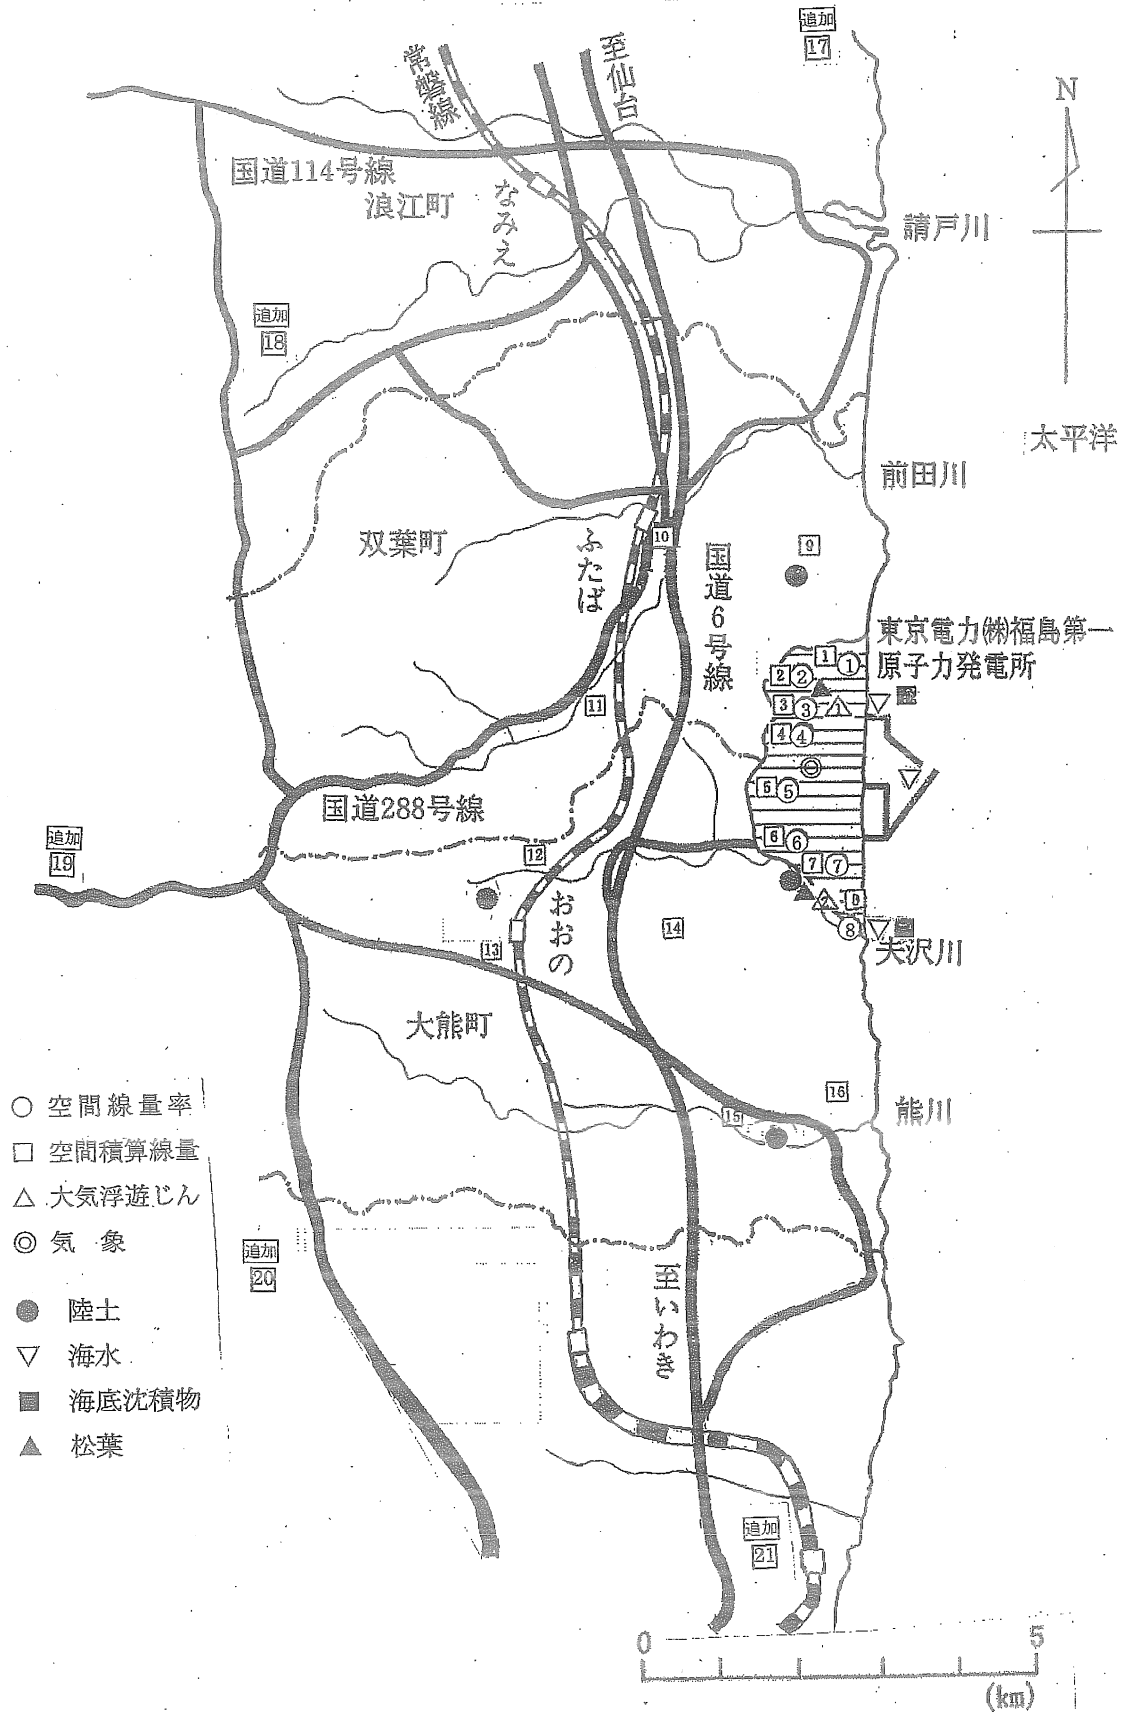 追加
17
常磐線
至仙台
N
国道114号線
浪江町
なみえ
請戸川
追加
18
太平洋
前田川
双葉町
ふたば
10
国道6号線
9
東京電力㈱福島第一
原子力発電所
1 1
2 2
3 3 1
4 4
11
5 5
国道288号線
6 6
追加
19
12
7 7
2 8
おおの
14
8
13
夫沢川
大熊町
16
15
熊川
○ 空間線量率
□ 空間積算線量
△ 大気浮遊じん
◎ 気象
● 陸土
▽ 海水
■ 海底沈積物
▲ 松葉
追加
20
至いわき
追加
21
0 5
(km)